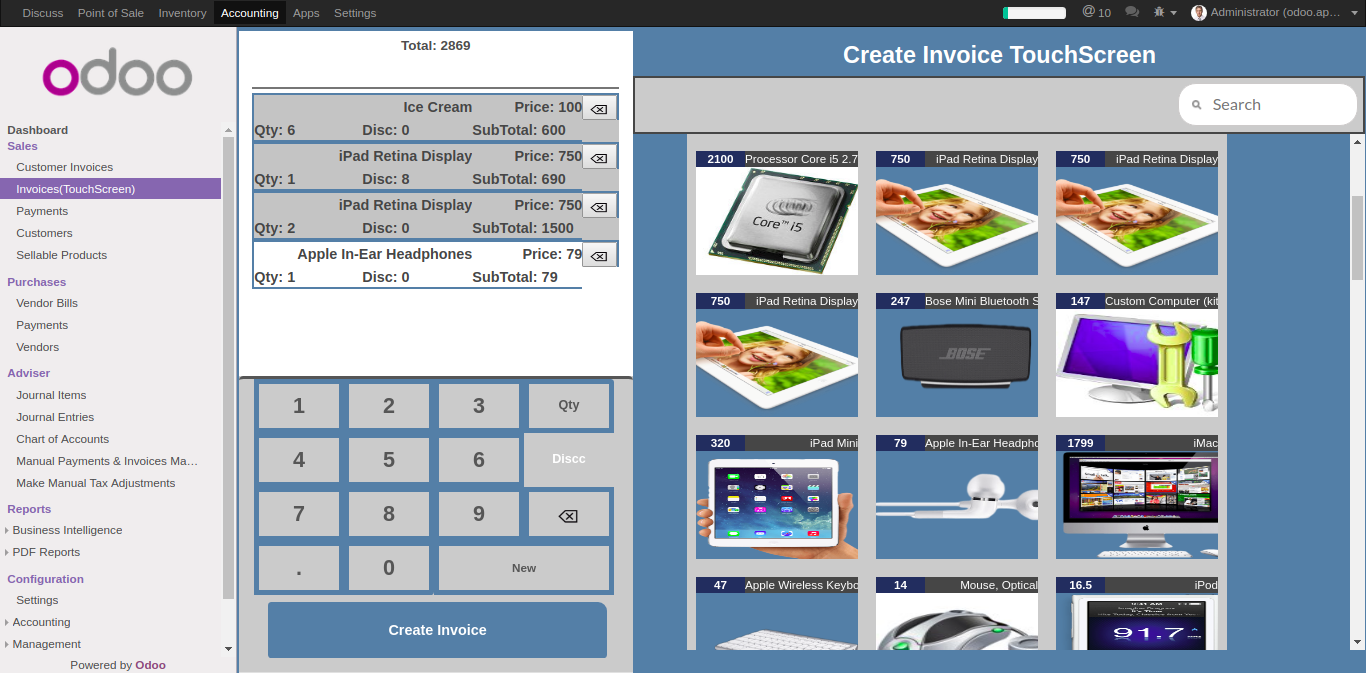 Discuss Point of Sale Inventory Accounting Apps Settings
@ 10 Administrator (odoo.ap…
odoo
Dashboard
Sales
Customer Invoices
Invoices(TouchScreen)
Payments
Customers
Sellable Products
Purchases
Vendor Bills
Payments
Vendors
Adviser
Journal Items
Journal Entries
Chart of Accounts
Manual Payments & Invoices Ma…
Make Manual Tax Adjustments
Reports
Business Intelligence
PDF Reports
Configuration
Settings
Accounting
Management
Powered by Odoo
Total: 2869
Ice Cream Price: 100
Qty: 6 Disc: 0 SubTotal: 600
iPad Retina Display Price: 750
Qty: 1 Disc: 8 SubTotal: 690
iPad Retina Display Price: 750
Qty: 2 Disc: 0 SubTotal: 1500
Apple In-Ear Headphones Price: 79
Qty: 1 Disc: 0 SubTotal: 79
1 2 3 Qty
4 5 6 Discc
7 8 9
. 0 New
Create Invoice
Create Invoice TouchScreen
Search
2100 Processor Core i5 2.7
750 iPad Retina Display
750 iPad Retina Display
Core™ i5
750 iPad Retina Display
247 Bose Mini Bluetooth S
147 Custom Computer (kit
BOSE
320 iPad Mini
79 Apple In-Ear Headpho
1799 iMac
47 Apple Wireless Keybo
14 Mouse, Optical
16.5 iPod
9:41 AM
91.7